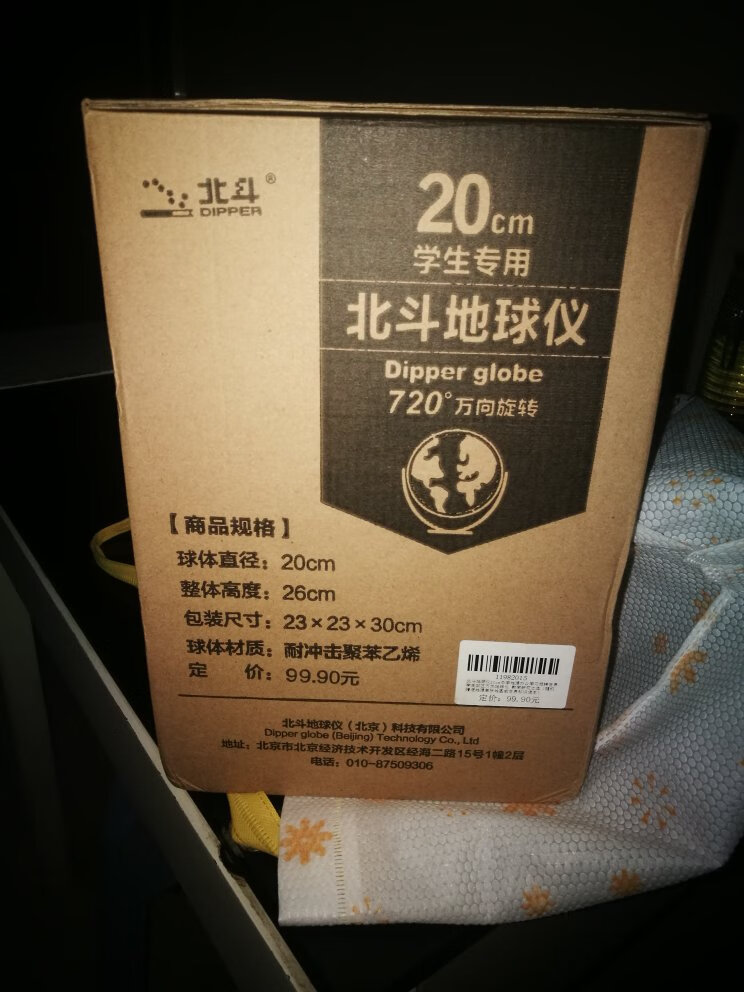 北斗®
DIPPER
20cm
学生专用
北斗地球仪
Dipper globe
720°万向旋转
【商品规格】
球体直径：20cm
整体高度：26cm
包装尺寸：23×23×30cm
球体材质：耐冲击聚苯乙烯
定 价：99.90元
11982015
定价：99.90元
北斗地球仪（北京）科技有限公司
Dipper globe (Beijing) Technology Co., Ltd
地址：北京市北京经济技术开发区经海二路15号1幢2层
电话：010-87509306